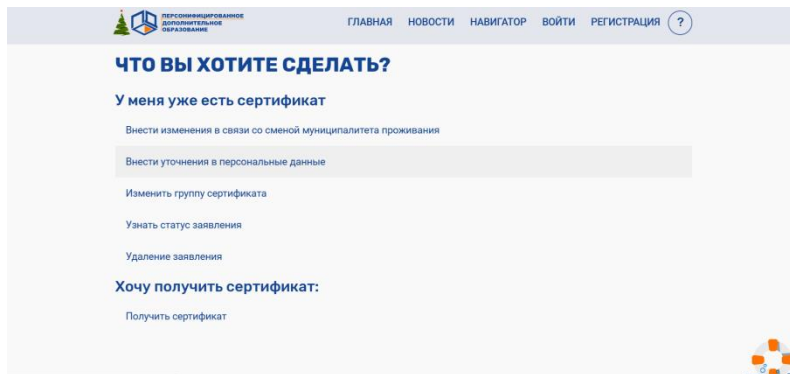 ПЕРСОНИФИЦИРОВАННОЕ
ДОПОЛНИТЕЛЬНОЕ
ОБРАЗОВАНИЕ
ГЛАВНАЯ НОВОСТИ НАВИГАТОР ВОЙТИ РЕГИСТРАЦИЯ ?
ЧТО ВЫ ХОТИТЕ СДЕЛАТЬ?
У меня уже есть сертификат
Внести изменения в связи со сменой муниципалитета проживания
Внести уточнения в персональные данные
Изменить группу сертификата
Узнать статус заявления
Удаление заявления
Хочу получить сертификат:
Получить сертификат